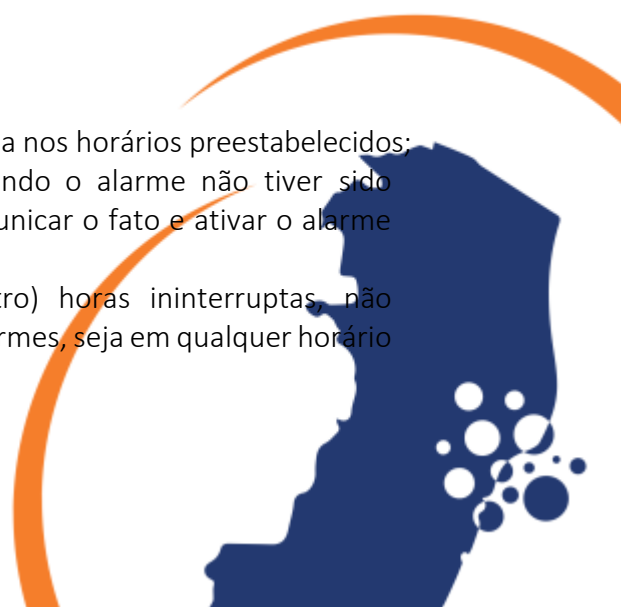 a nos horários preestabelecidos;
ndo o alarme não tiver sido
unicar o fato e ativar o alarme
tro) horas ininterruptas, não
rmes, seja em qualquer horário